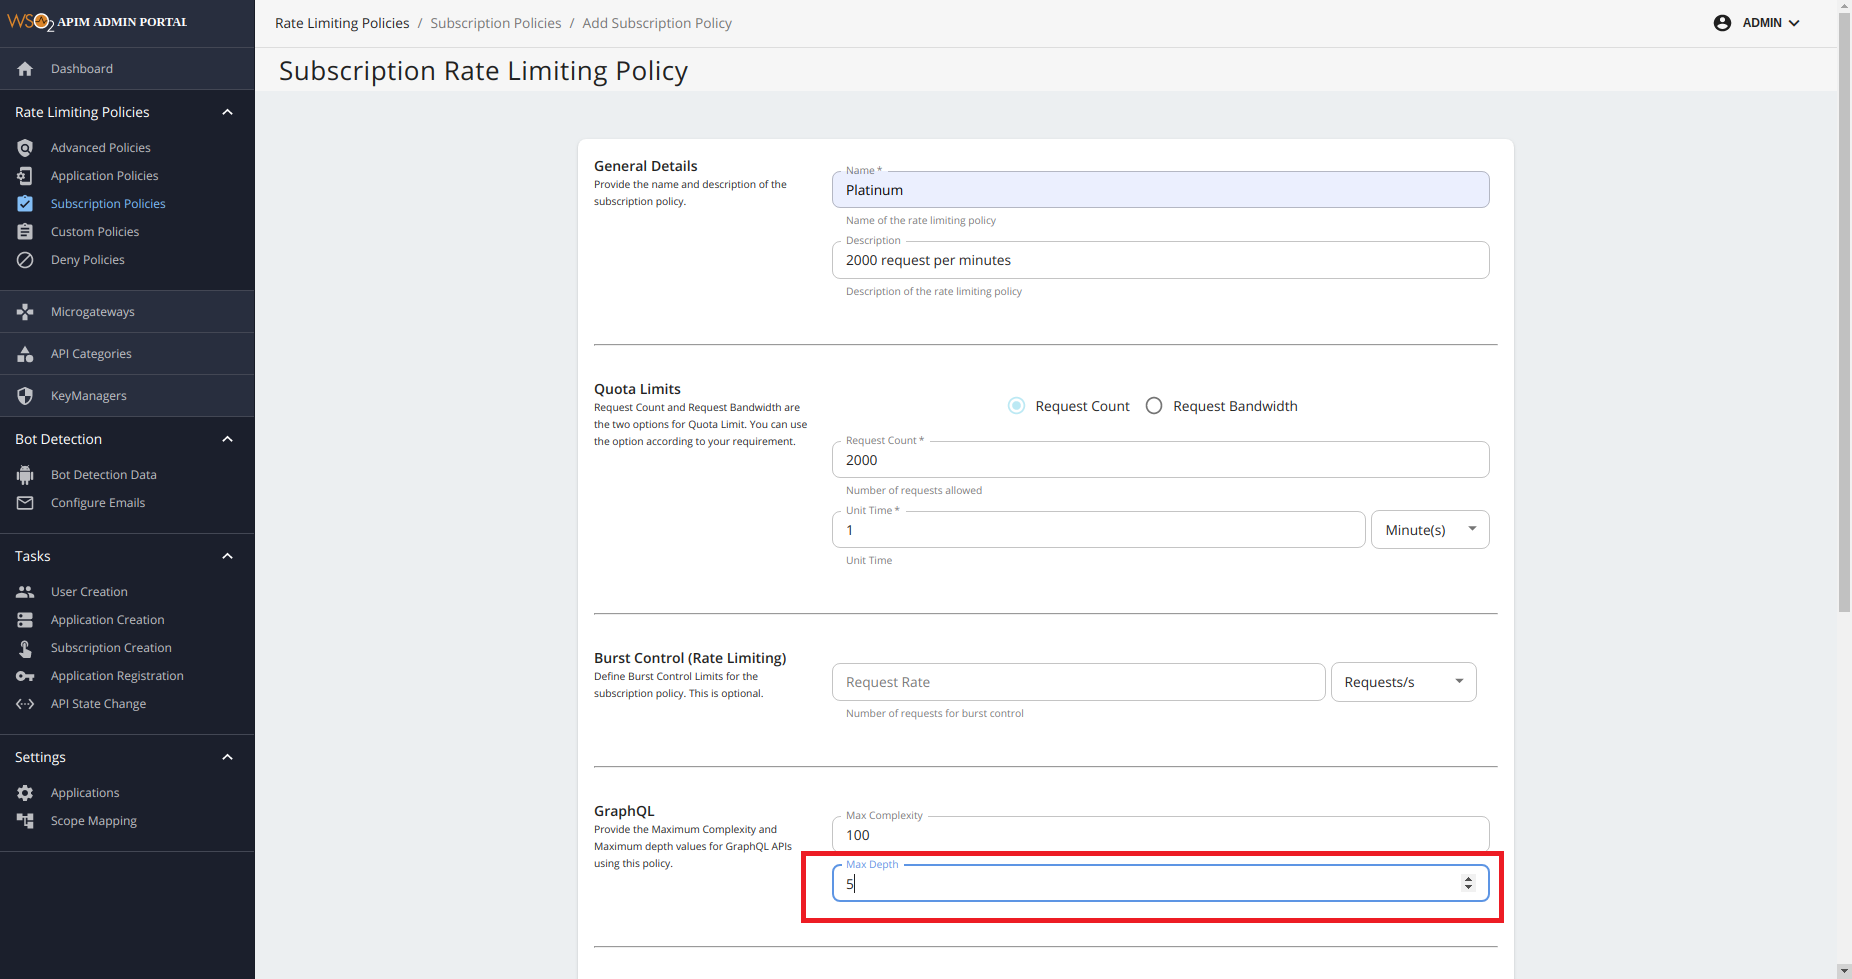 WSO2 APIM ADMIN PORTAL
Rate Limiting Policies / Subscription Policies / Add Subscription Policy
ADMIN
Dashboard
Rate Limiting Policies
Advanced Policies
Application Policies
Subscription Policies
Custom Policies
Deny Policies
Microgateways
API Categories
KeyManagers
Bot Detection
Bot Detection Data
Configure Emails
Tasks
User Creation
Application Creation
Subscription Creation
Application Registration
API State Change
Settings
Applications
Scope Mapping
Subscription Rate Limiting Policy
General Details
Provide the name and description of the
subscription policy.
Name *
Platinum
Name of the rate limiting policy
Description
2000 request per minutes
Description of the rate limiting policy
Quota Limits
Request Count and Request Bandwidth are
the two options for Quota Limit. You can use
the option according to your requirement.
Request Count
Request Bandwidth
Request Count *
2000
Number of requests allowed
Unit Time *
1
Minute(s)
Unit Time
Burst Control (Rate Limiting)
Define Burst Control Limits for the
subscription policy. This is optional.
Request Rate
Requests/s
Number of requests for burst control
GraphQL
Provide the Maximum Complexity and
Maximum depth values for GraphQL APIs
using this policy.
Max Complexity
100
Max Depth
5